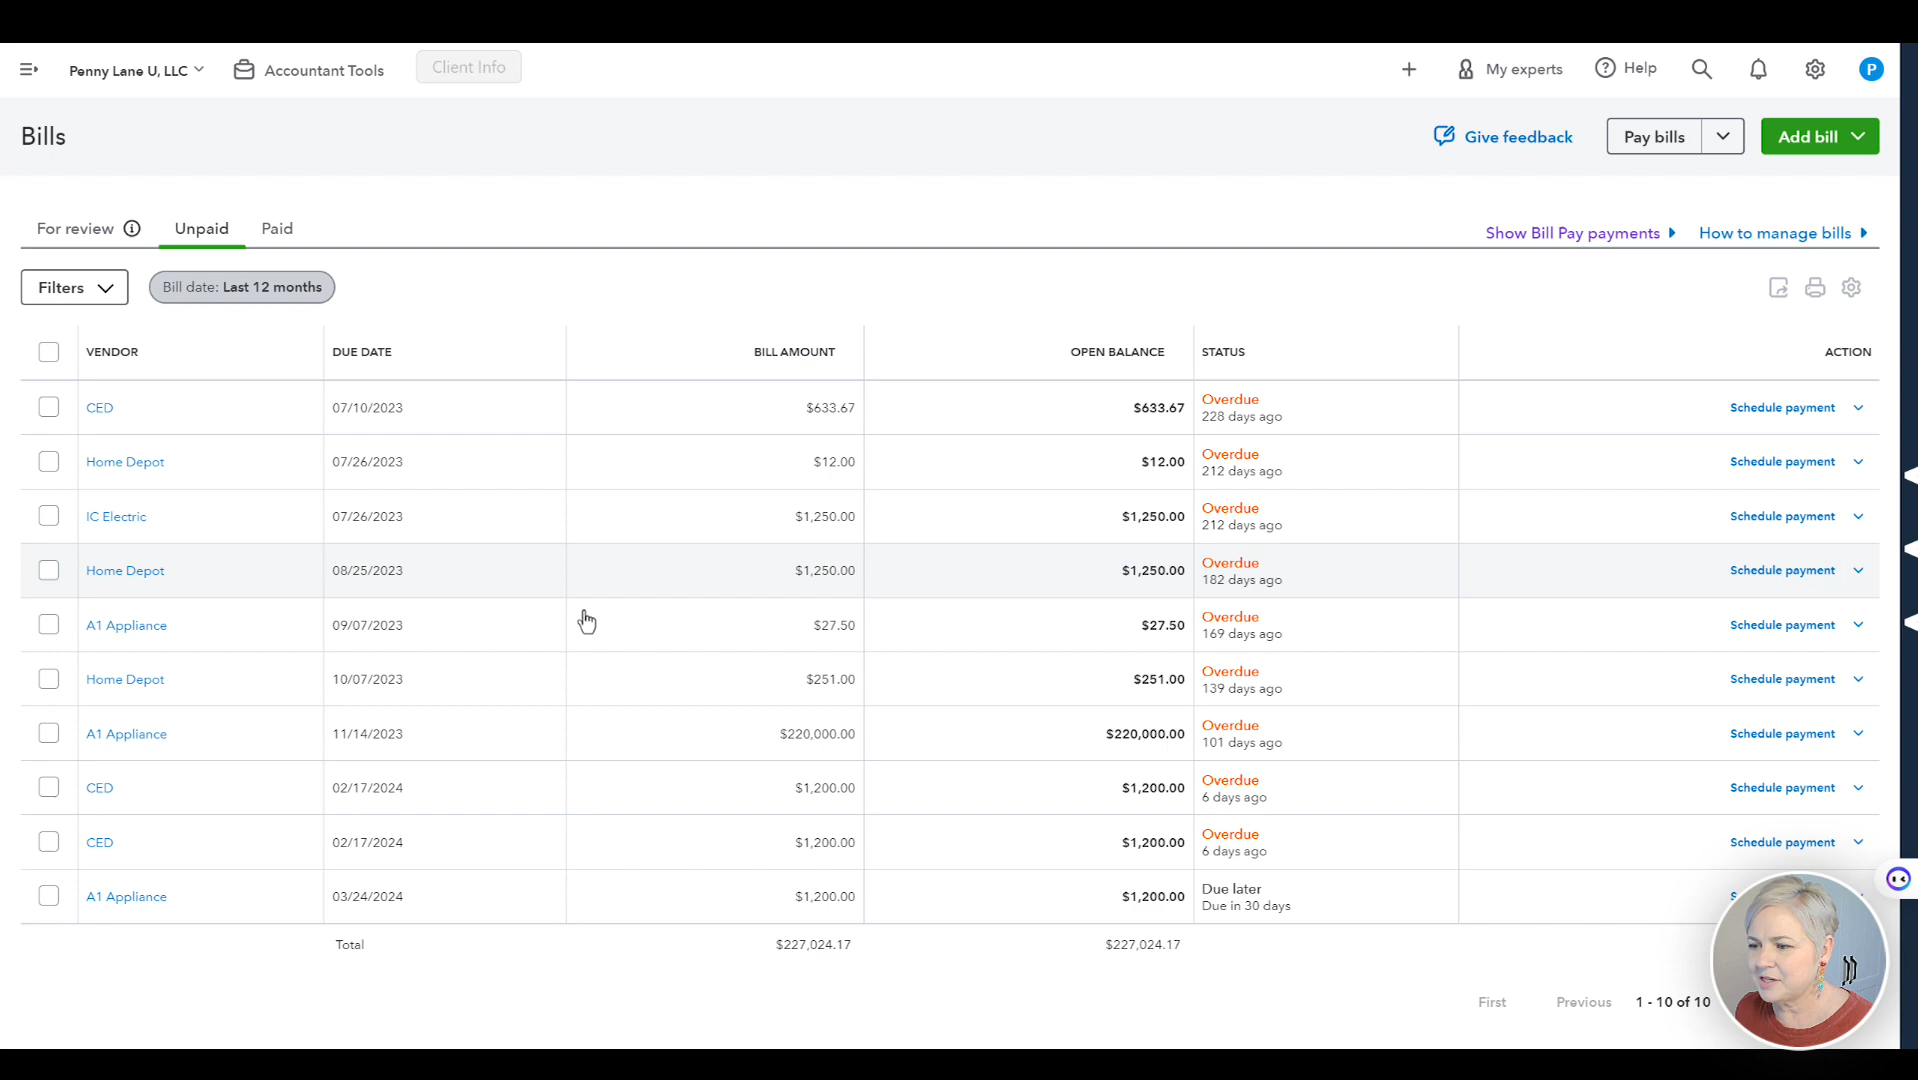 Penny Lane U, LLC Accountant Tools Client Info My experts Help P
Bills Give feedback Pay bills Add bill
For review Unpaid Paid Show Bill Pay payments How to manage bills
Filters Bill date: Last 12 months
VENDOR DUE DATE BILL AMOUNT OPEN BALANCE STATUS ACTION
CED 07/10/2023 $633.67 $633.67 Overdue Schedule payment
228 days ago
Home Depot 07/26/2023 $12.00 $12.00 Overdue Schedule payment
212 days ago
IC Electric 07/26/2023 $1,250.00 $1,250.00 Overdue Schedule payment
212 days ago
Home Depot 08/25/2023 $1,250.00 $1,250.00 Overdue Schedule payment
182 days ago
A1 Appliance 09/07/2023 $27.50 $27.50 Overdue Schedule payment
169 days ago
Home Depot 10/07/2023 $251.00 $251.00 Overdue Schedule payment
139 days ago
A1 Appliance 11/14/2023 $220,000.00 $220,000.00 Overdue Schedule payment
101 days ago
CED 02/17/2024 $1,200.00 $1,200.00 Overdue Schedule payment
6 days ago
CED 02/17/2024 $1,200.00 $1,200.00 Overdue Schedule payment
6 days ago
A1 Appliance 03/24/2024 $1,200.00 $1,200.00 Due later
Due in 30 days
Total $227,024.17 $227,024.17
First Previous 1 - 10 of 10